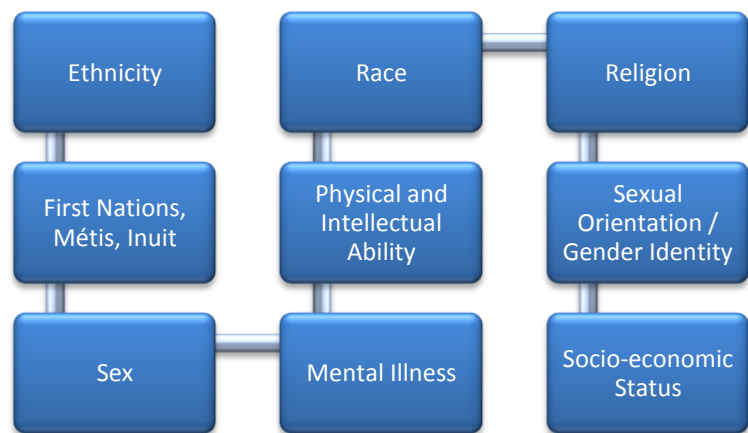 Ethnicity
First Nations,
Métis, Inuit
Sex
Mental Illness
Physical and
Intellectual
Ability
Race
Religion
Sexual
Orientation /
Gender Identity
Socio-economic
Status